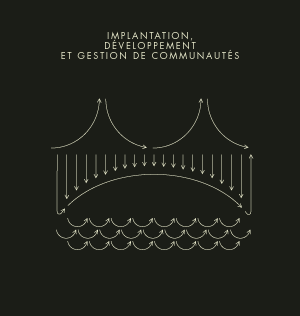 IMPLANTATION,
DÉVELOPPEMENT
ET GESTION DE COMMUNAUTÉS